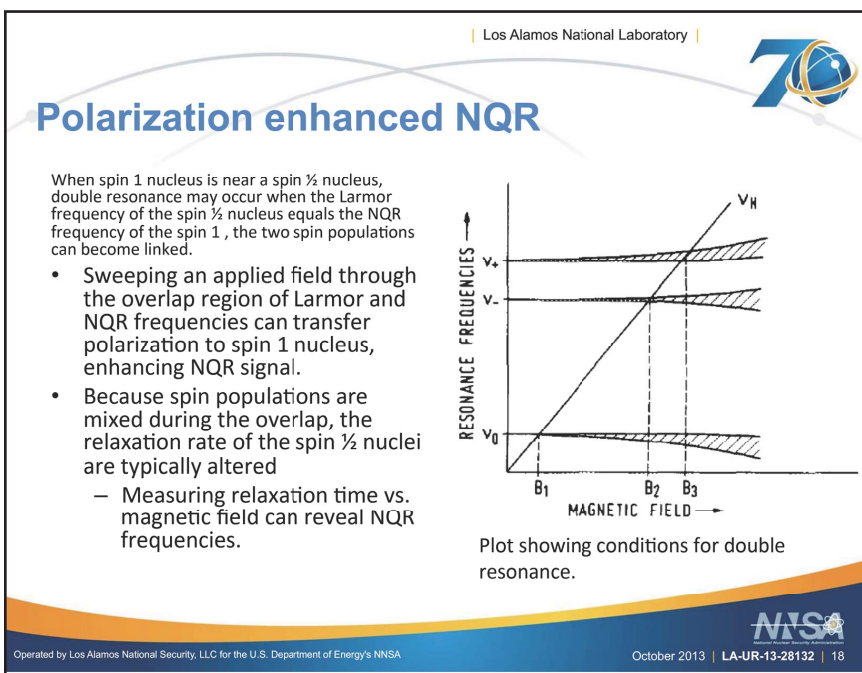 | Los Alamos National Laboratory |
70
Polarization enhanced NQR
When spin 1 nucleus is near a spin ½ nucleus,
double resonance may occur when the Larmor
frequency of the spin ½ nucleus equals the NQR
frequency of the spin 1 , the two spin populations
can become linked.
• Sweeping an applied field through
the overlap region of Larmor and
NQR frequencies can transfer
polarization to spin 1 nucleus,
enhancing NQR signal.
• Because spin populations are
mixed during the overlap, the
relaxation rate of the spin ½ nuclei
are typically altered
– Measuring relaxation time vs.
magnetic field can reveal NQR
frequencies.
RESONANCE FREQUENCIES →
ν_H
ν₊
ν₋
ν₀
B₁ B₂ B₃
MAGNETIC FIELD →
Plot showing conditions for double
resonance.
NNSA
National Nuclear Security Administration
Operated by Los Alamos National Security, LLC for the U.S. Department of Energy's NNSA
October 2013 | LA-UR-13-28132 | 18